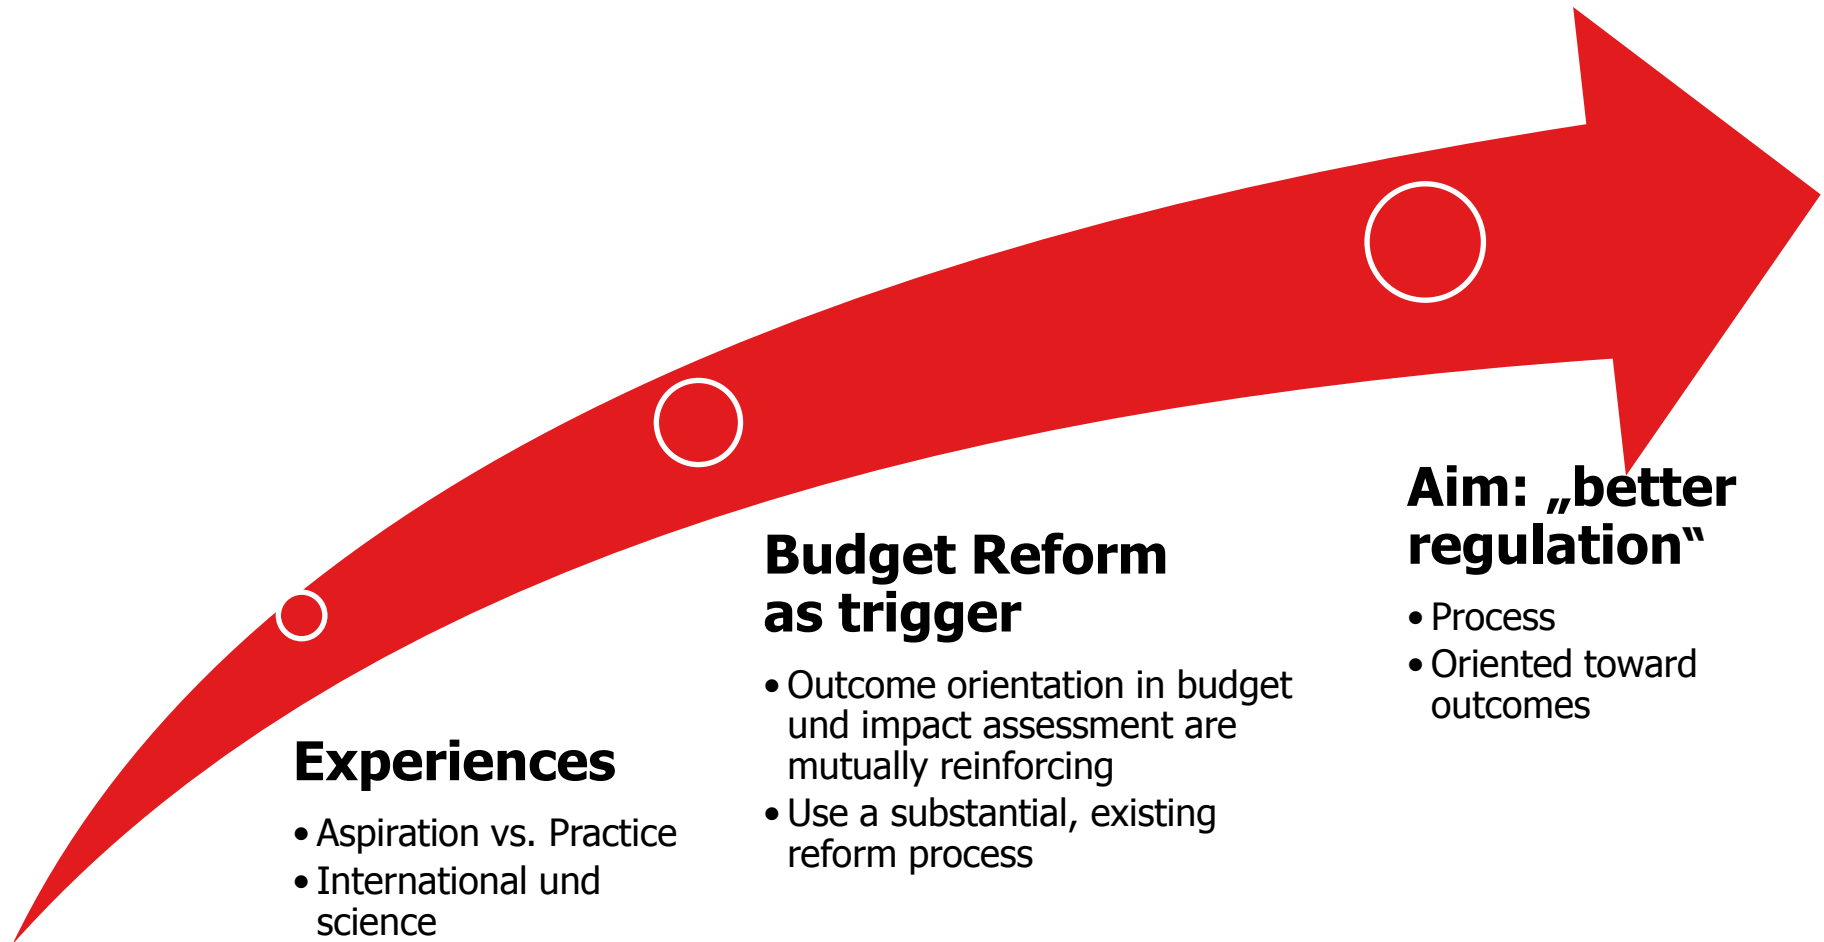 Experiences
• Aspiration vs. Practice
• International und
science
Budget Reform
as trigger
• Outcome orientation in budget
und impact assessment are
mutually reinforcing
• Use a substantial, existing
reform process
Aim: „better
regulation“
• Process
• Oriented toward
outcomes